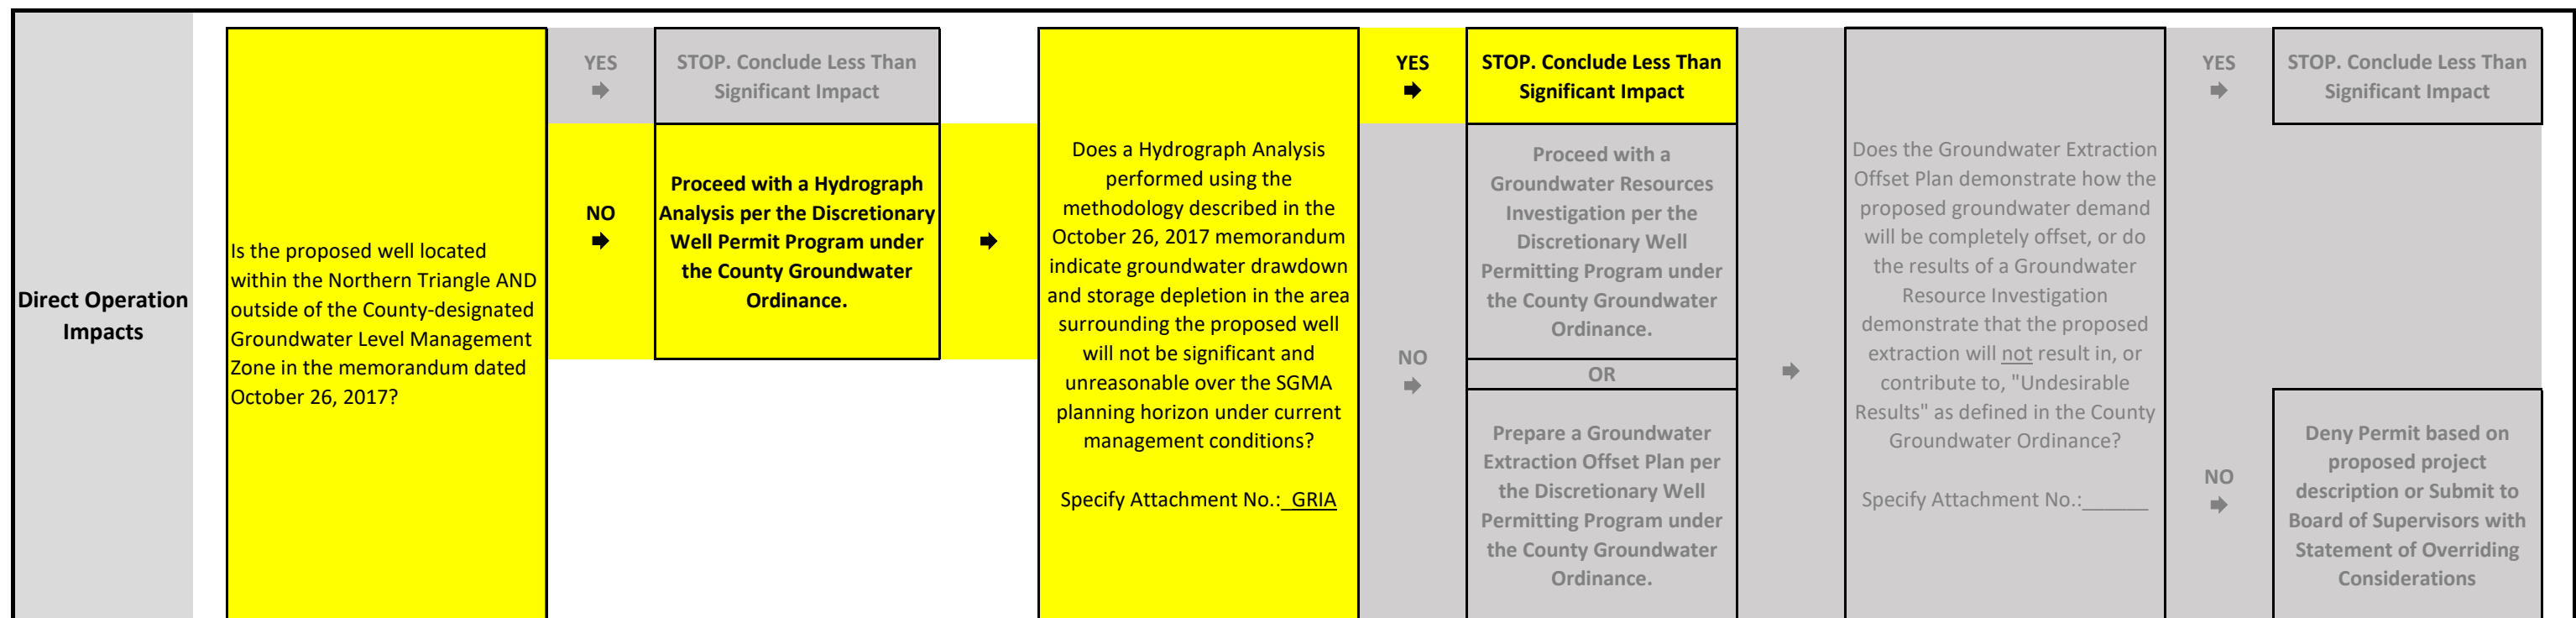 Direct Operation
Impacts
Is the proposed well located
within the Northern Triangle AND
outside of the County-designated
Groundwater Level Management
Zone in the memorandum dated
October 26, 2017?
YES
STOP. Conclude Less Than
Significant Impact
NO
Proceed with a Hydrograph
Analysis per the Discretionary
Well Permit Program under
the County Groundwater
Ordinance.
Does a Hydrograph Analysis
performed using the
methodology described in the
October 26, 2017 memorandum
indicate groundwater drawdown
and storage depletion in the area
surrounding the proposed well
will not be significant and
unreasonable over the SGMA
planning horizon under current
management conditions?
Specify Attachment No.: GRIA
YES
STOP. Conclude Less Than
Significant Impact
NO
Proceed with a
Groundwater Resources
Investigation per the
Discretionary Well
Permitting Program under
the County Groundwater
Ordinance.
OR
Prepare a Groundwater
Extraction Offset Plan per
the Discretionary Well
Permitting Program under
the County Groundwater
Ordinance.
Does the Groundwater Extraction
Offset Plan demonstrate how the
proposed groundwater demand
will be completely offset, or do
the results of a Groundwater
Resource Investigation
demonstrate that the proposed
extraction will not result in, or
contribute to, "Undesirable
Results" as defined in the County
Groundwater Ordinance?
Specify Attachment No.:______
YES
STOP. Conclude Less Than
Significant Impact
NO
Deny Permit based on
proposed project
description or Submit to
Board of Supervisors with
Statement of Overriding
Considerations